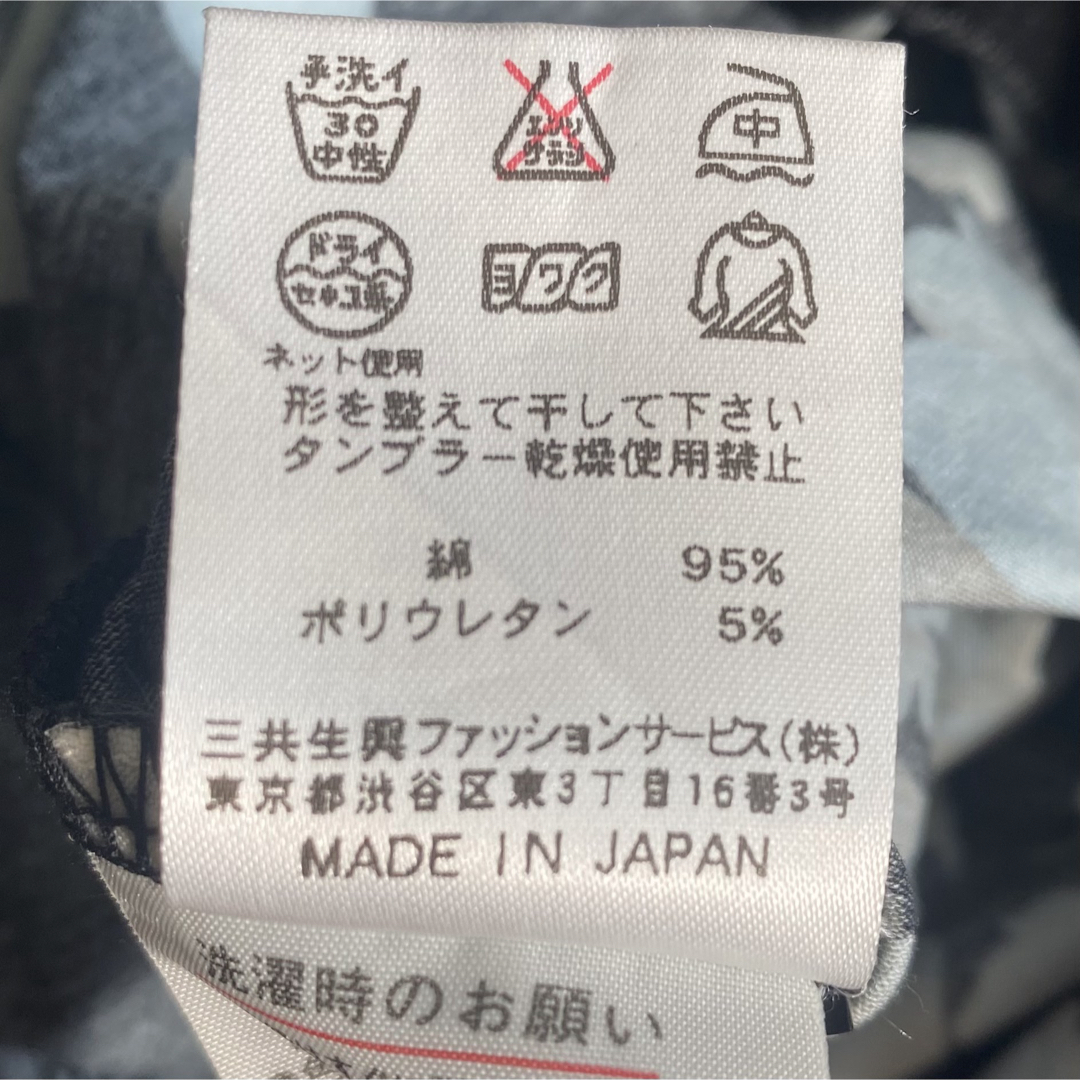 手洗イ
30
中性
エンソ
サラシ
中
ドライ
セキユ系
ヨワク
ネット使用
形を整えて干して下さい
タンブラー乾燥使用禁止
綿 95%
ポリウレタン 5%
三共生興ファッションサービス(株)
東京都渋谷区東3丁目16番3号
MADE IN JAPAN
洗濯時のお願い